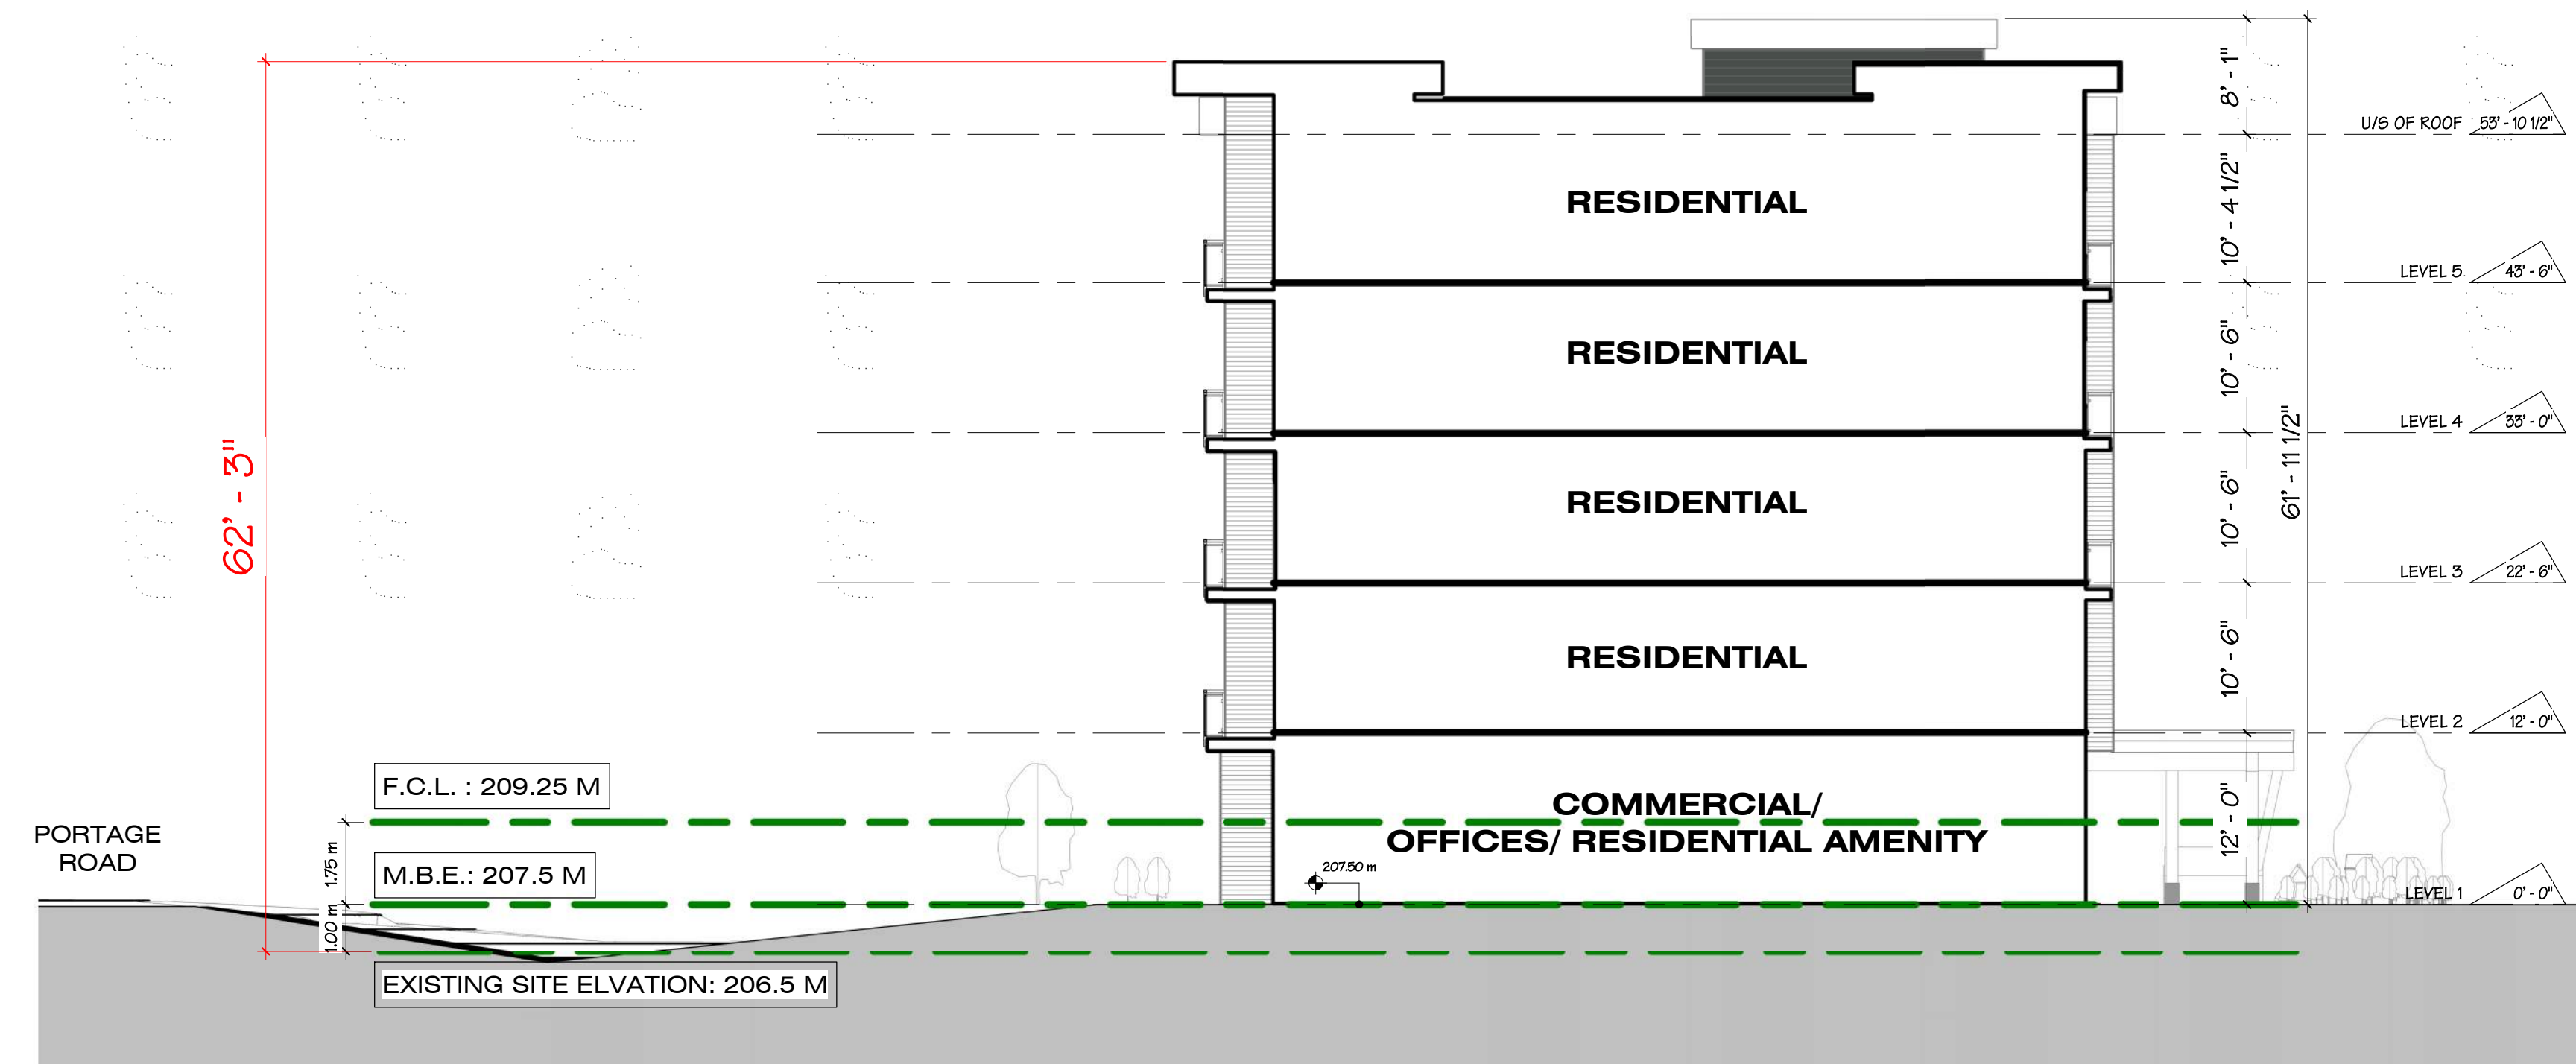 8' - 1"
U/S OF ROOF 53' - 10 1/2"
10' - 4 1/2"
RESIDENTIAL
LEVEL 5 43' - 6"
10' - 6"
RESIDENTIAL
LEVEL 4 33' - 0"
62' - 3"
61' - 11 1/2"
10' - 6"
RESIDENTIAL
LEVEL 3 22' - 6"
10' - 6"
RESIDENTIAL
LEVEL 2 12' - 0"
F.C.L. : 209.25 M
COMMERCIAL/
OFFICES/ RESIDENTIAL AMENITY
12' - 0"
PORTAGE
ROAD
1.75 m
M.B.E.: 207.5 M
207.50 m
LEVEL 1 0' - 0"
1.00 m
EXISTING SITE ELVATION: 206.5 M